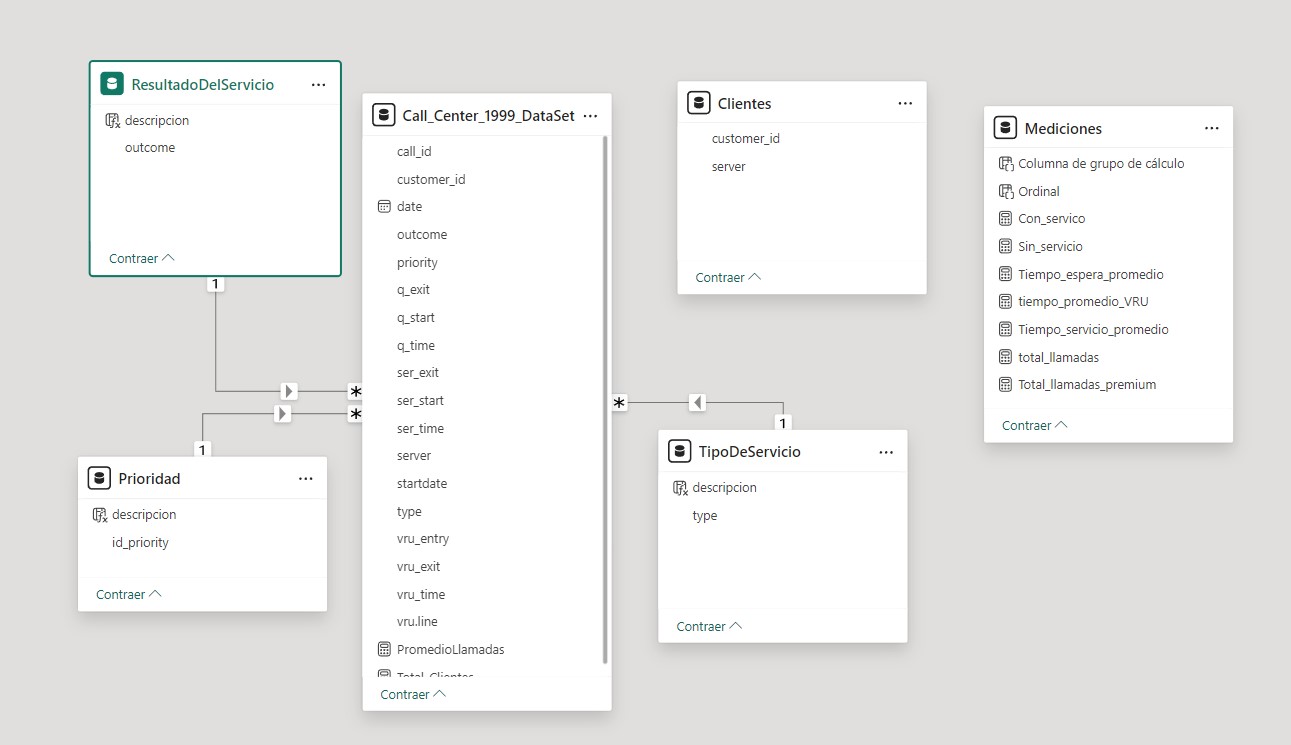 ResultadoDelServicio ...
descripcion
outcome
Contraer
1
*
Prioridad ...
descripcion
id_priority
Contraer
1
*
Call_Center_1999_DataSet ...
call_id
customer_id
date
outcome
priority
q_exit
q_start
q_time
ser_exit
ser_start
ser_time
server
startdate
type
vru_entry
vru_exit
vru_time
vru.line
PromedioLlamadas
Total_Clientes
Contraer
Clientes ...
customer_id
server
Contraer
*
1
TipoDeServicio ...
descripcion
type
Contraer
Mediciones ...
Columna de grupo de cálculo
Ordinal
Con_servico
Sin_servicio
Tiempo_espera_promedio
tiempo_promedio_VRU
Tiempo_servicio_promedio
total_llamadas
Total_llamadas_premium
Contraer